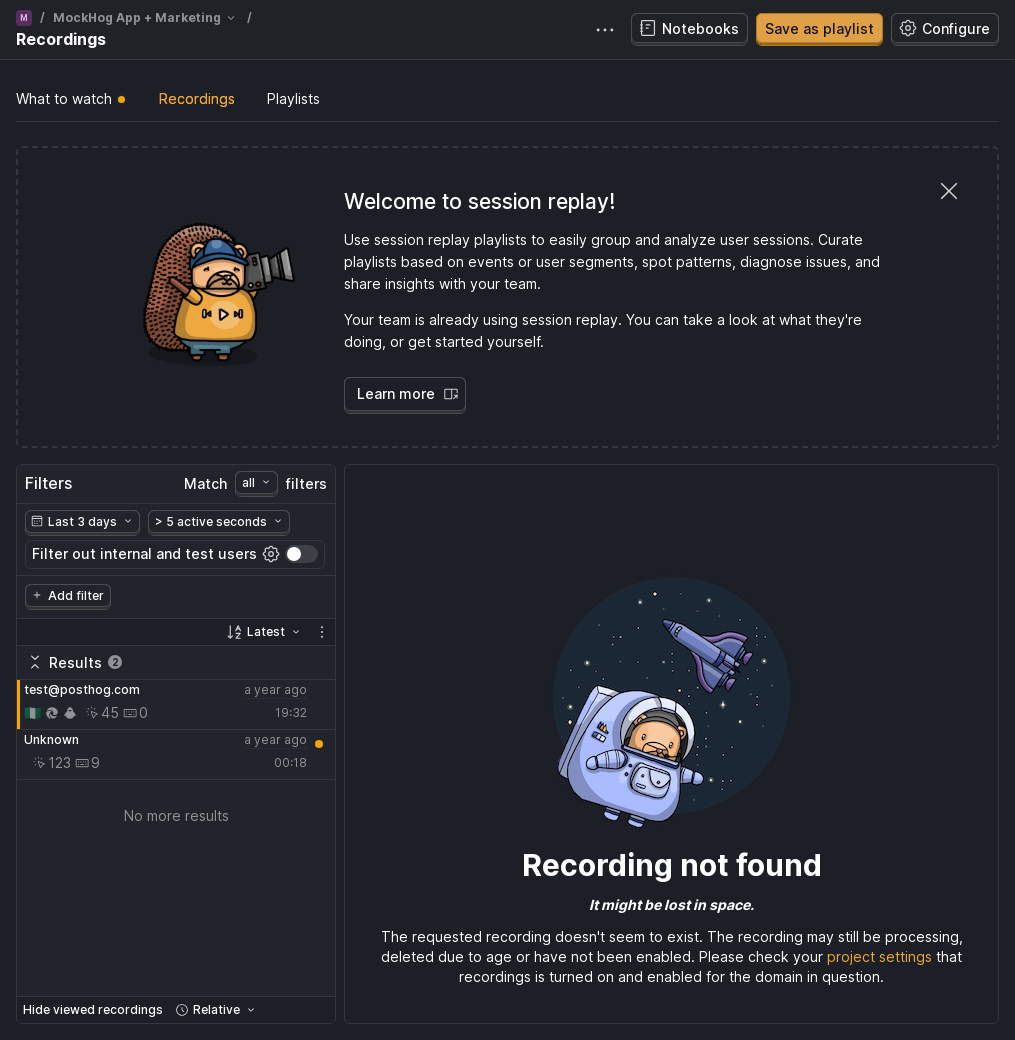 M / MockHog App + Marketing /
Recordings
Notebooks
Save as playlist
Configure
What to watch
Recordings
Playlists
Welcome to session replay!
Use session replay playlists to easily group and analyze user sessions. Curate
playlists based on events or user segments, spot patterns, diagnose issues, and
share insights with your team.
Your team is already using session replay. You can take a look at what they're
doing, or get started yourself.
Learn more
Filters
Match all filters
Last 3 days
> 5 active seconds
Filter out internal and test users
+ Add filter
Latest
Results 2
test@posthog.com a year ago
45 0 19:32
Unknown a year ago
123 9 00:18
No more results
Hide viewed recordings
Relative
Recording not found
It might be lost in space.
The requested recording doesn't seem to exist. The recording may still be processing,
deleted due to age or have not been enabled. Please check your project settings that
recordings is turned on and enabled for the domain in question.